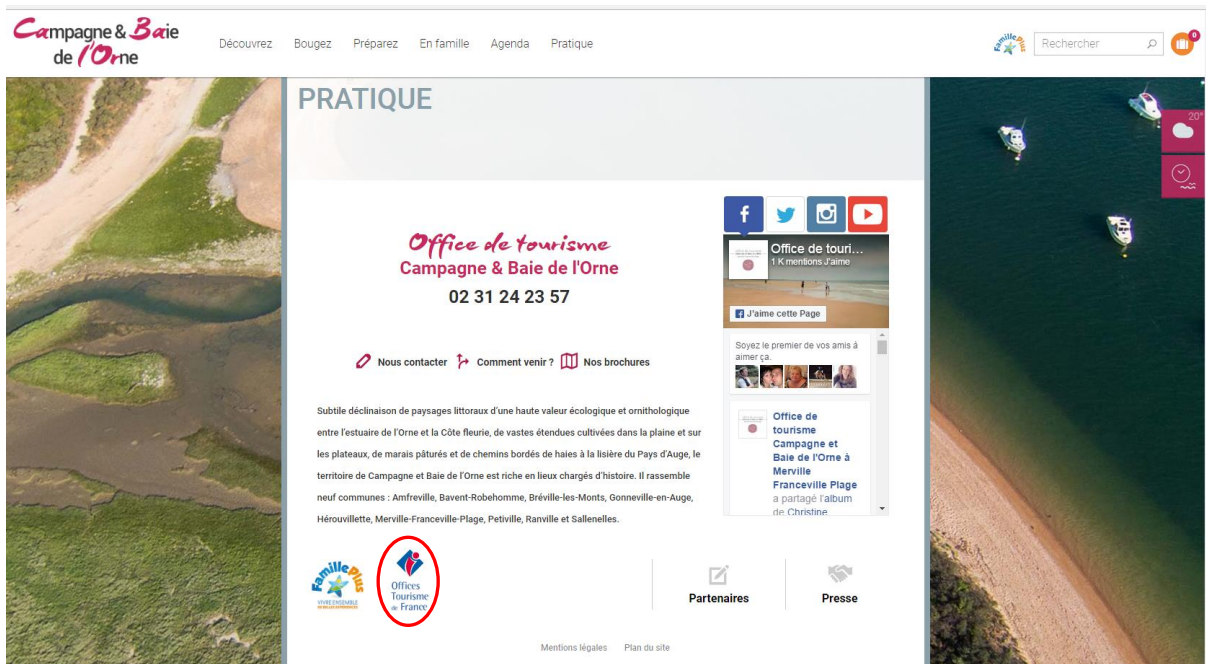 Campagne & Baie
de l'Orne
Découvrez Bougez Préparez En famille Agenda Pratique
FamillePlus
Rechercher
0
PRATIQUE
20°
Office de tourisme
Campagne & Baie de l'Orne
02 31 24 23 57
Nous contacter Comment venir ? Nos brochures
Subtile déclinaison de paysages littoraux d'une haute valeur écologique et ornithologique
entre l'estuaire de l'Orne et la Côte fleurie, de vastes étendues cultivées dans la plaine et sur
les plateaux, de marais pâturés et de chemins bordés de haies à la lisière du Pays d'Auge, le
territoire de Campagne et Baie de l'Orne est riche en lieux chargés d'histoire. Il rassemble
neuf communes : Amfreville, Bavent-Robehomme, Bréville-les-Monts, Gonneville-en-Auge,
Hérouvillette, Merville-Franceville-Plage, Petiville, Ranville et Sallenelles.
Office de touri...
1 K mentions J'aime
J'aime cette Page
Soyez le premier de vos amis à
aimer ça.
Office de
tourisme
Campagne et
Baie de l'Orne à
Merville
Franceville Plage
a partagé l'album
de Christine
FamillePlus
VIVRE ENSEMBLE
DE BELLES EXPÉRIENCES
Offices
Tourisme
de France
Partenaires
Presse
Mentions légales Plan du site